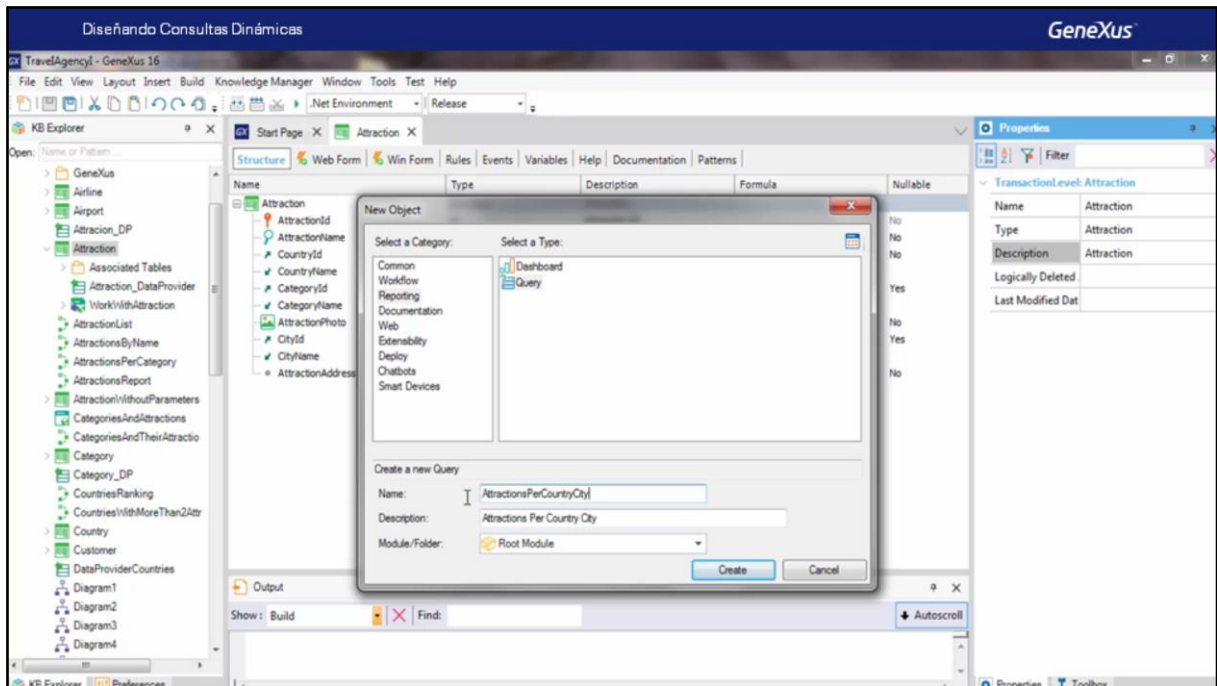 Diseñando Consultas Dinámicas
GeneXus
TravelAgencyI - GeneXus 16
File Edit View Layout Insert Build Knowledge Manager Window Tools Test Help
.Net Environment Release
KB Explorer
Open: Name or Pattern ...
GeneXus
Airline
Airport
Attracion_DP
Attraction
Associated Tables
Attraction_DataProvider
WorkWithAttraction
AttractionList
AttractionsByName
AttractionsPerCategory
AttractionsReport
AttractionWithoutParameters
CategoriesAndAttractions
CategoriesAndTheirAttractio
Category
Category_DP
CountriesRanking
CountriesWithMoreThan2Attr
Country
Customer
DataProviderCountries
Diagram1
Diagram2
Diagram3
Diagram4
KB Explorer Preferences
Start Page Attraction
Structure Web Form Win Form Rules Events Variables Help Documentation Patterns
Name Type Description Formula Nullable
Attraction
AttractionId No
AttractionName No
CountryId No
CountryName
CategoryId Yes
CategoryName
AttractionPhoto No
CityId Yes
CityName
AttractionAddress No
New Object
Select a Category: Select a Type:
Common
Workflow
Reporting
Documentation
Web
Extensibility
Deploy
Chatbots
Smart Devices
Dashboard
Query
Create a new Query
Name: AttractionsPerCountryCity
Description: Attractions Per Country City
Module/Folder: Root Module
Create Cancel
Output
Show: Build Find: Autoscroll
Properties
Filter
TransactionLevel: Attraction
Name Attraction
Type Attraction
Description Attraction
Logically Deleted
Last Modified Dat
Properties Toolbox